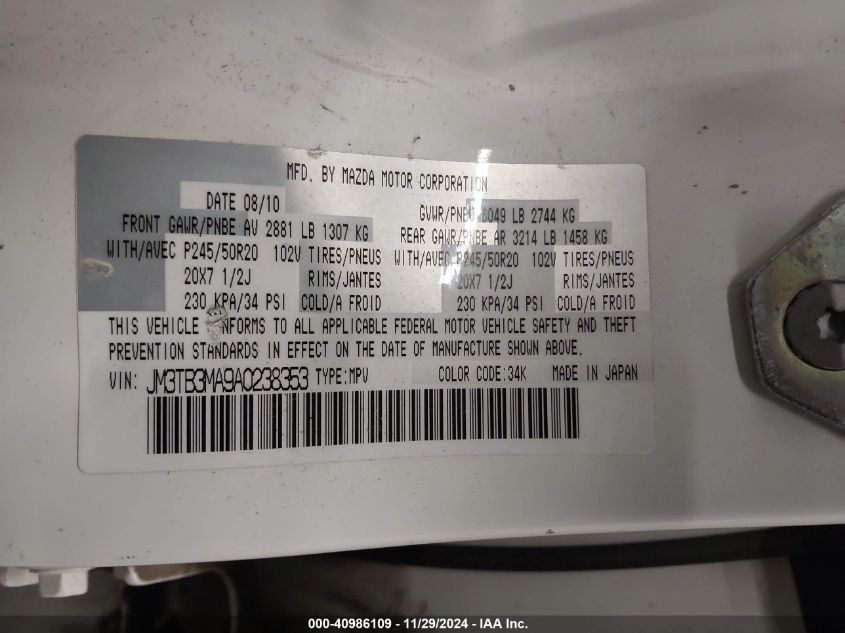 MFD. BY MAZDA MOTOR CORPORATION
DATE 08/10
GVWR/PNBV 6049 LB 2744 KG
FRONT GAWR/PNBE AV 2881 LB 1307 KG
REAR GAWR/PNBE AR 3214 LB 1458 KG
WITH/AVEC P245/50R20 102V TIRES/PNEUS
WITH/AVEC P245/50R20 102V TIRES/PNEUS
20X7 1/2J RIMS/JANTES
20X7 1/2J RIMS/JANTES
230 KPA/34 PSI COLD/A FROID
230 KPA/34 PSI COLD/A FROID
THIS VEHICLE CONFORMS TO ALL APPLICABLE FEDERAL MOTOR VEHICLE SAFETY AND THEFT
PREVENTION STANDARDS IN EFFECT ON THE DATE OF MANUFACTURE SHOWN ABOVE.
VIN: JM3TB3MA9A0238353 TYPE:MPV COLOR CODE:34K MADE IN JAPAN
000-40986109 - 11/29/2024 - IAA Inc.